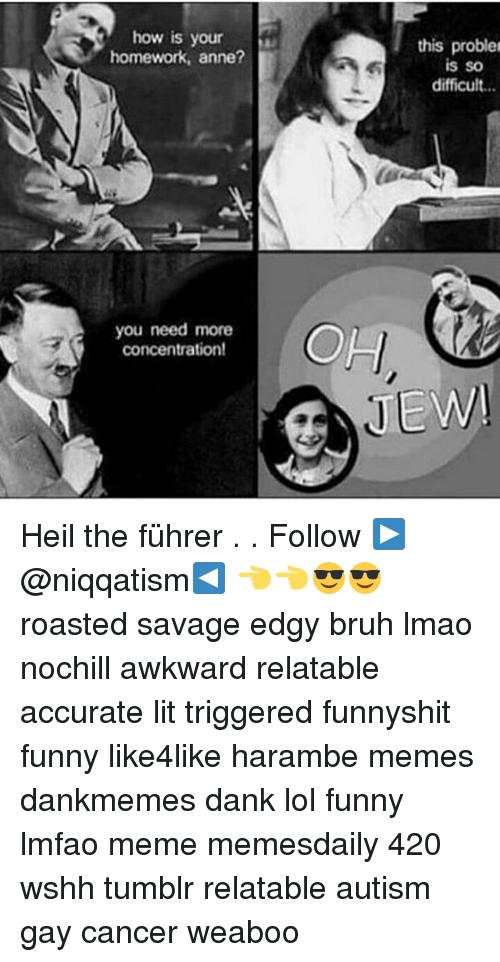 how is your
homework, anne?
this probler
is so
difficult...
you need more
concentration!
OH,
JEW!
Heil the führer . . Follow ▶
@niqqatism◀ 👈👈😎😎
roasted savage edgy bruh lmao
nochill awkward relatable
accurate lit triggered funnyshit
funny like4like harambe memes
dankmemes dank lol funny
lmfao meme memesdaily 420
wshh tumblr relatable autism
gay cancer weaboo